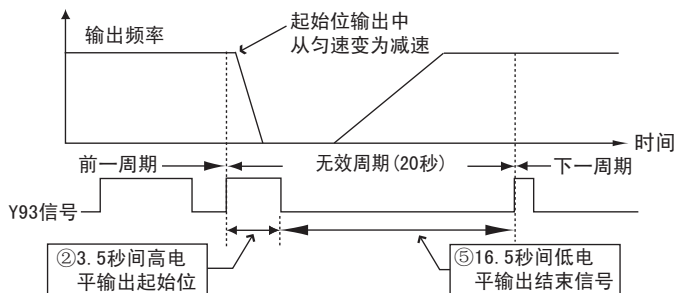 输出频率
起始位输出中
从匀速变为减速
时间
前一周期
无效周期(20秒)
下一周期
Y93信号
②3.5秒间高电
平输出起始位
⑤16.5秒间低电
平输出结束信号